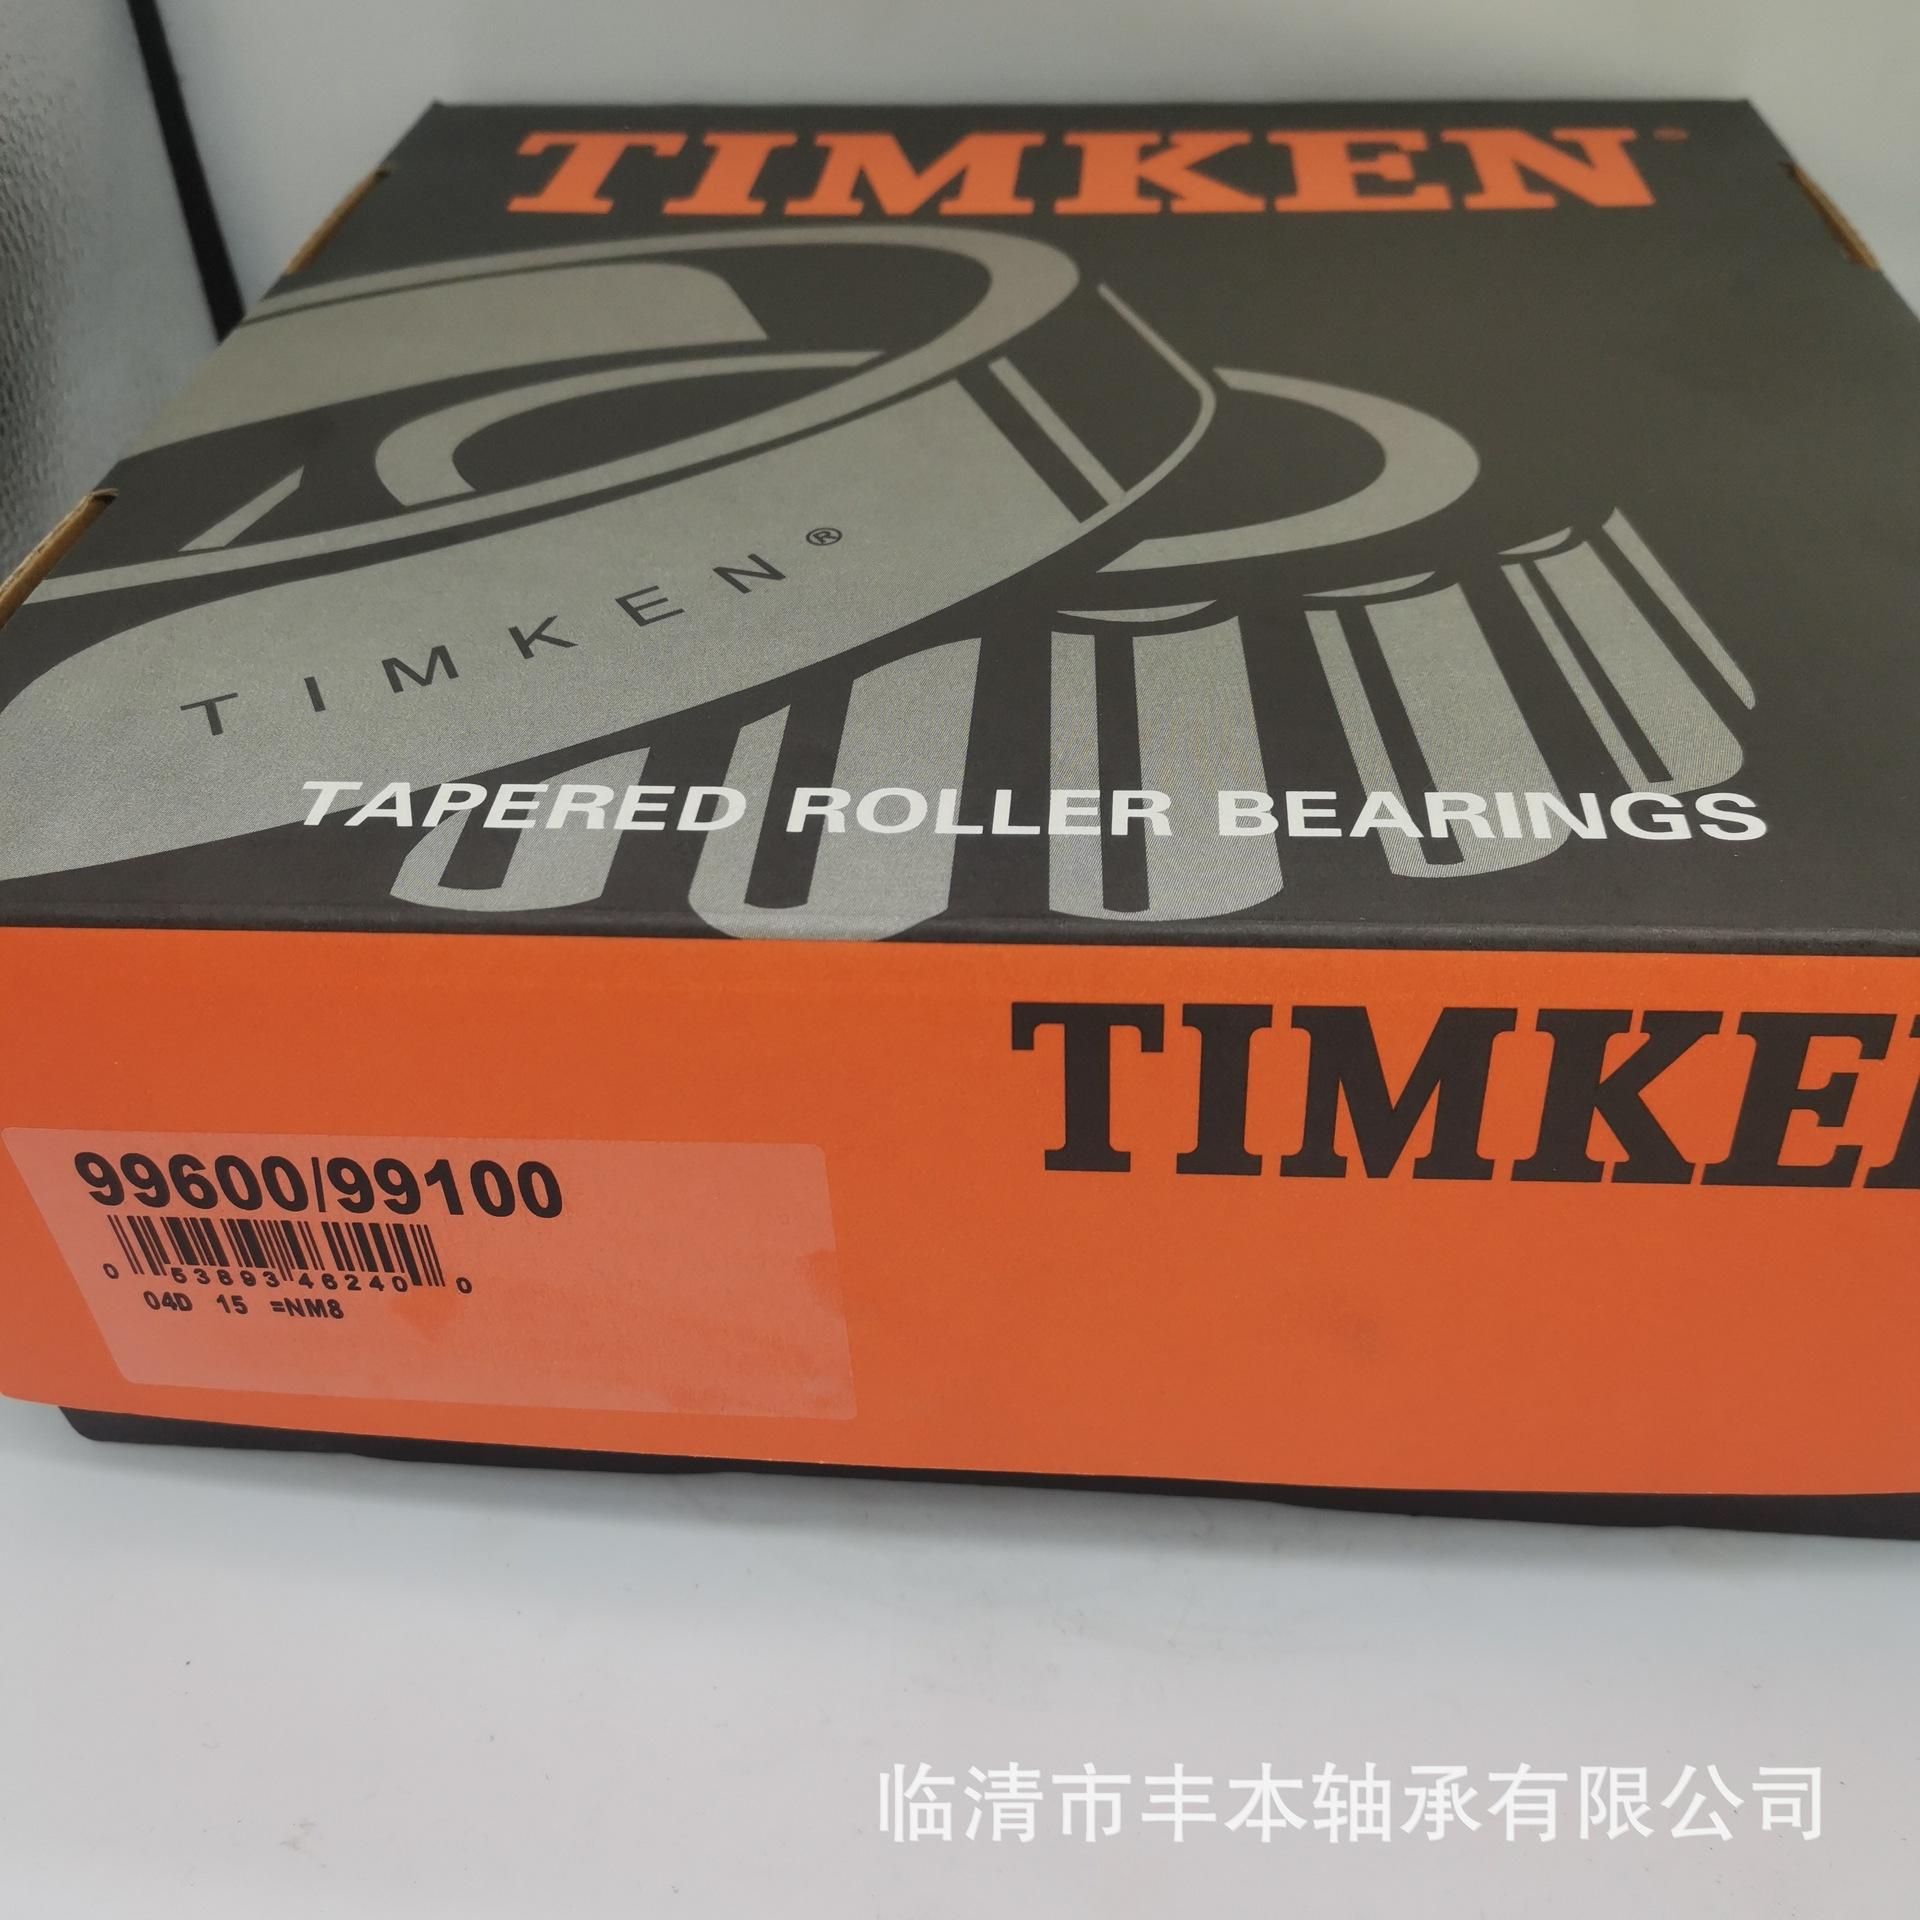 TIMKEN®
TIMKEN®
TAPERED ROLLER BEARINGS
TIMKE
99600/99100
0 53893 46240 0
04D 15 =NM8
临清市丰本轴承有限公司